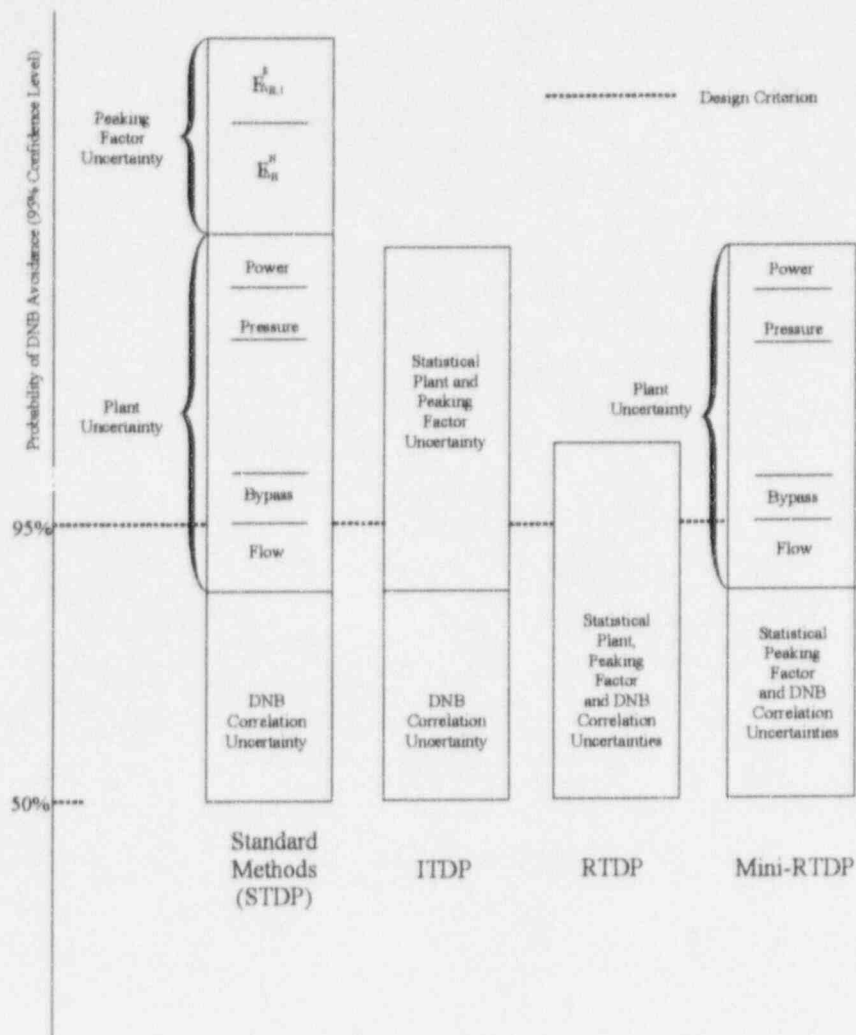 Probability of DNB Avoidance (95% Confidence Level)
Design Criterion
Peaking
Factor
Uncertainty
Plant
Uncertainty
95%
50%
Power
Pressure
Bypass
Flow
DNB
Correlation
Uncertainty
Standard
Methods
(STDP)
Statistical
Plant and
Peaking
Factor
Uncertainty
DNB
Correlation
Uncertainty
ITDP
Statistical
Plant,
Peaking
Factor
and DNB
Correlation
Uncertainties
RTDP
Plant
Uncertainty
Power
Pressure
Bypass
Flow
Statistical
Peaking
Factor
and DNB
Correlation
Uncertainties
Mini-RTDP